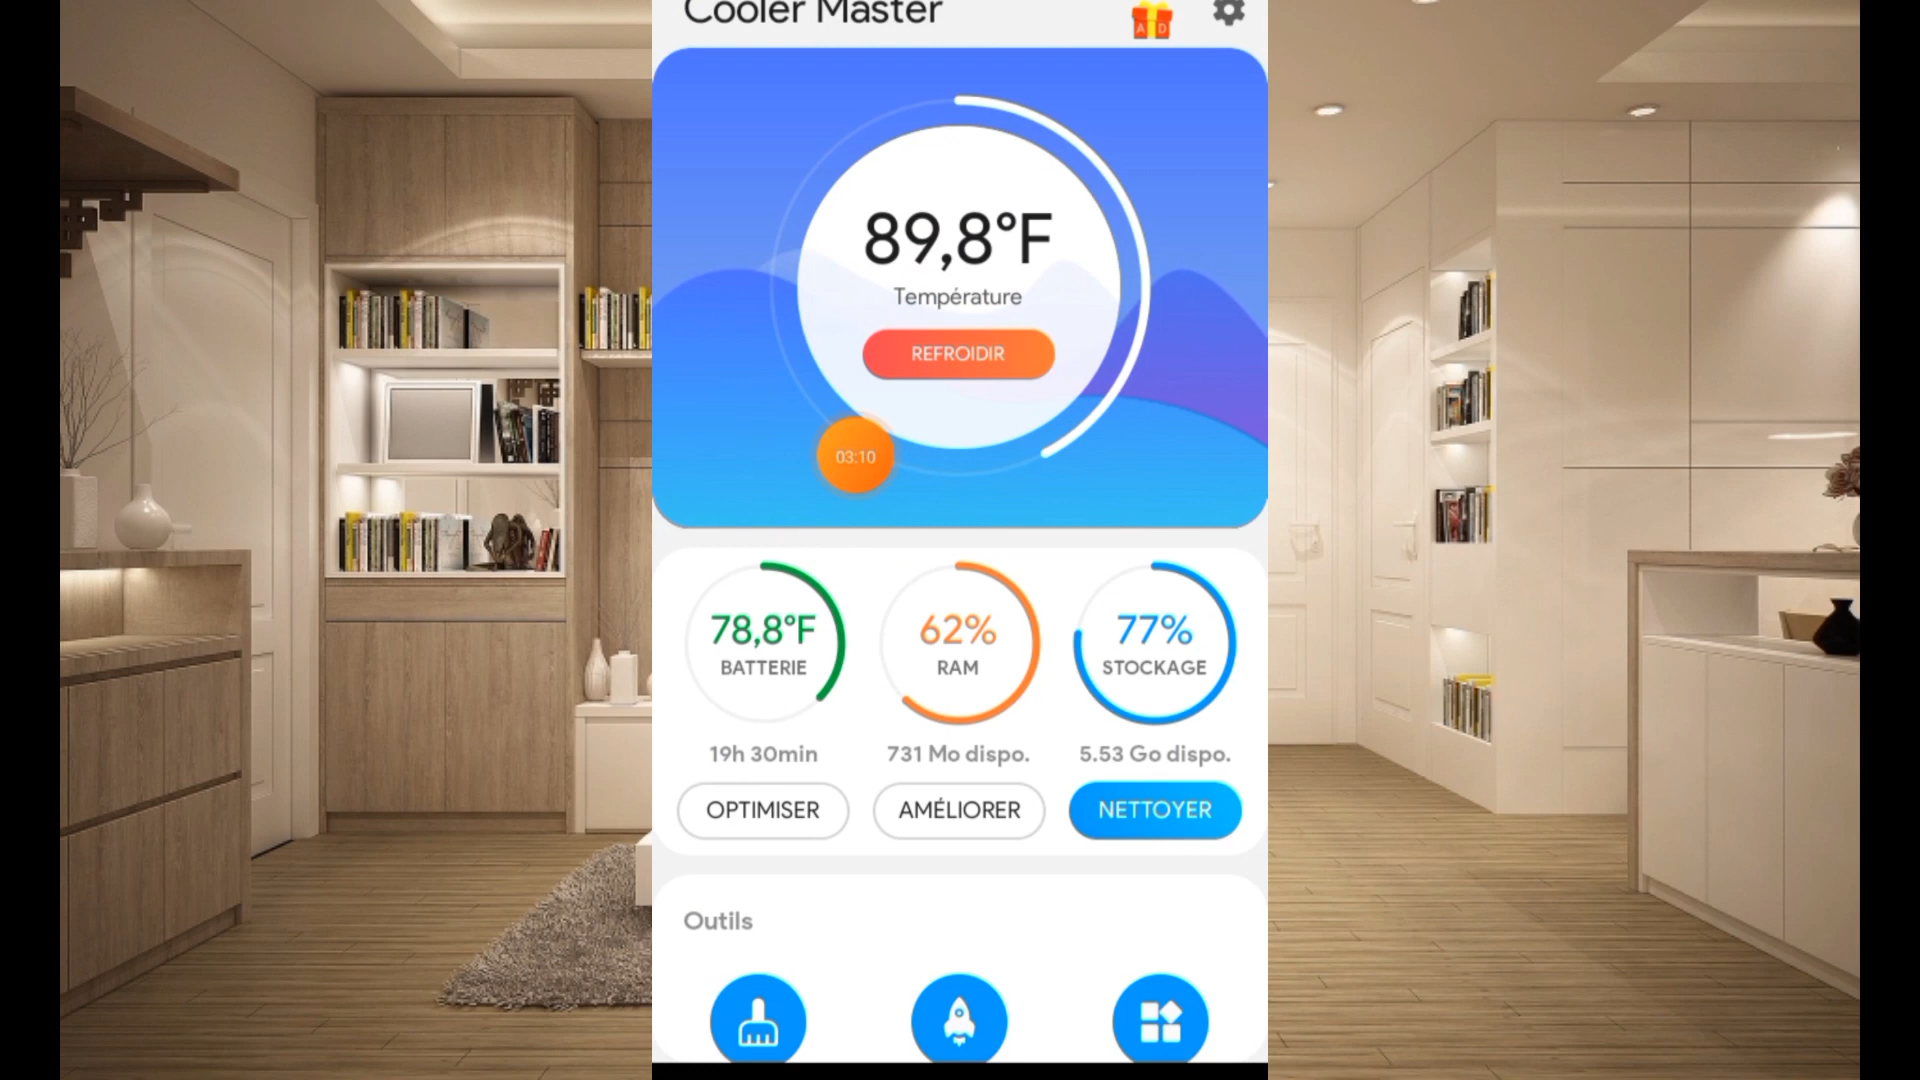 Cooler Master
A D
89,8°F
Température
REFROIDIR
03:10
78,8°F
BATTERIE
62%
RAM
77%
STOCKAGE
19h 30min
731 Mo dispo.
5.53 Go dispo.
OPTIMISER
AMÉLIORER
NETTOYER
Outils